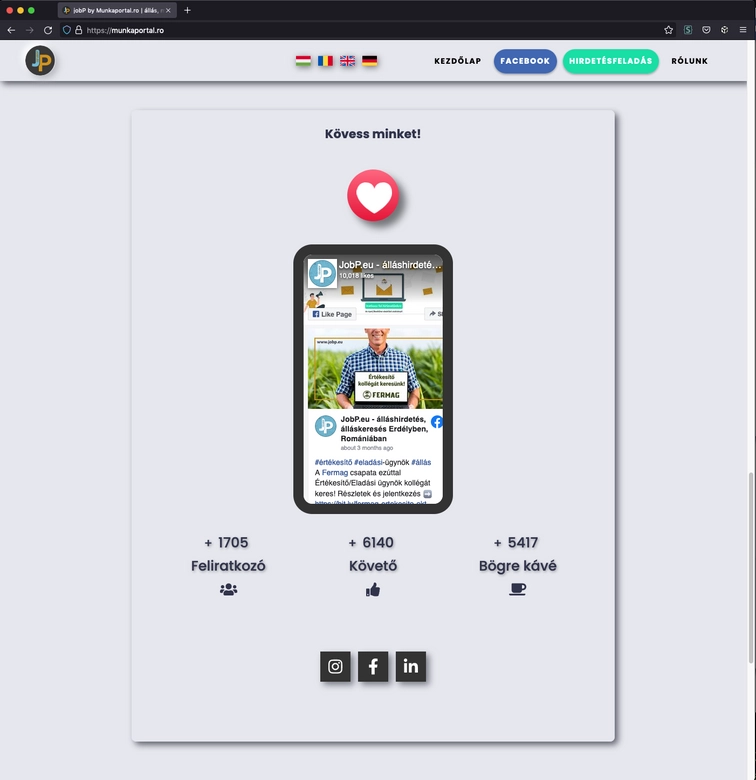 jobP by Munkaportal.ro | állás,
https://munkaportal.ro
JP
KEZDŐLAP
FACEBOOK
HIRDETÉSFELADÁS
RÓLUNK
Kövess minket!
JobP.eu - álláshirdeté...
10,018 likes
Like Page
www.jobp.eu
Értékesítő
kollégát keresünk!
FERMAG
JobP.eu - álláshirdetés,
álláskeresés Erdélyben,
Romániában
about 3 months ago
#értékesítő #eladási-ügynök #állás
A Fermag csapata ezúttal
Értékesítő/Eladási ügynök kollégát
keres! Részletek és jelentkezés ➡️
+ 1705
Feliratkozó
+ 6140
Követő
+ 5417
Bögre kávé